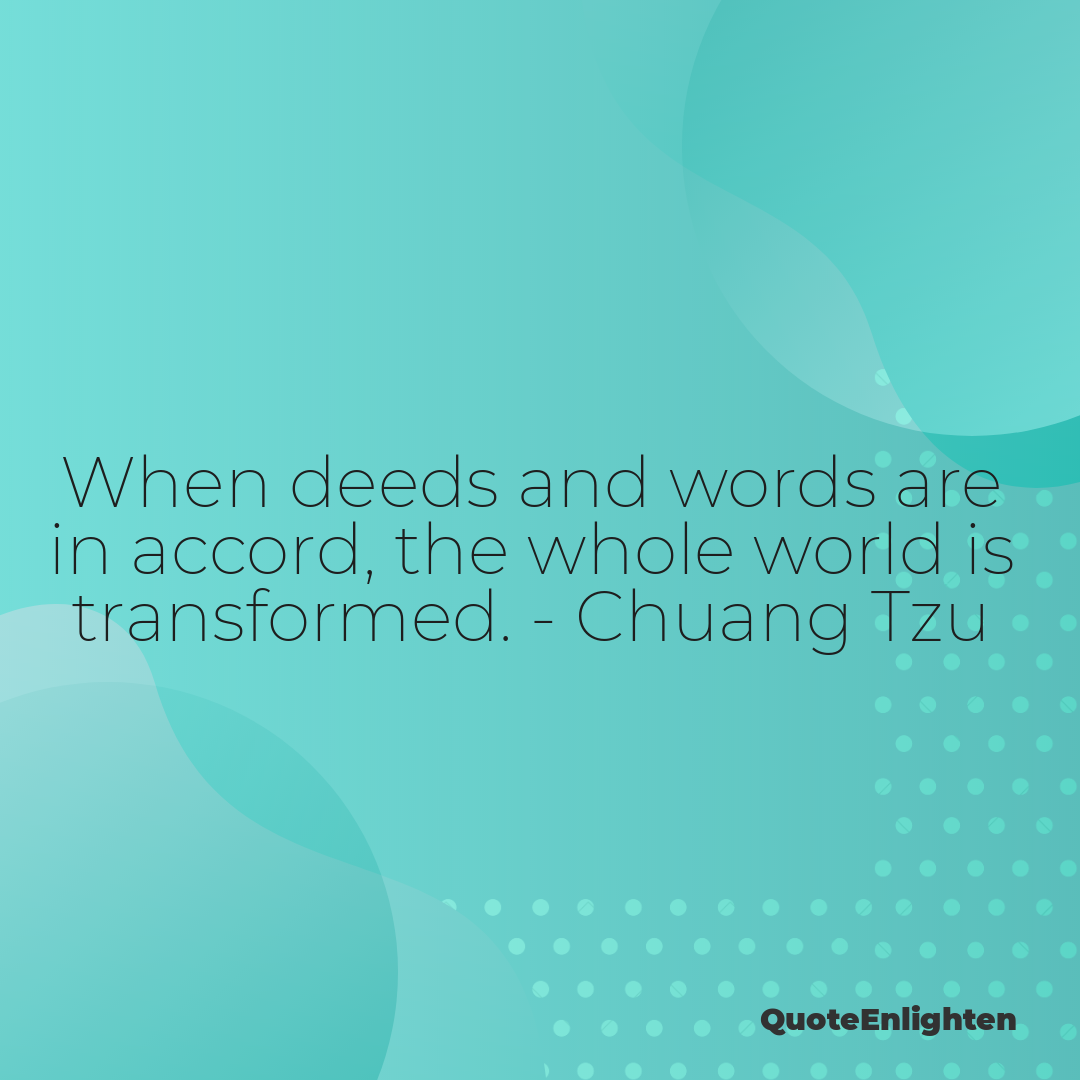 When deeds and words are
in accord, the whole world is
transformed. - Chuang Tzu
QuoteEnlighten